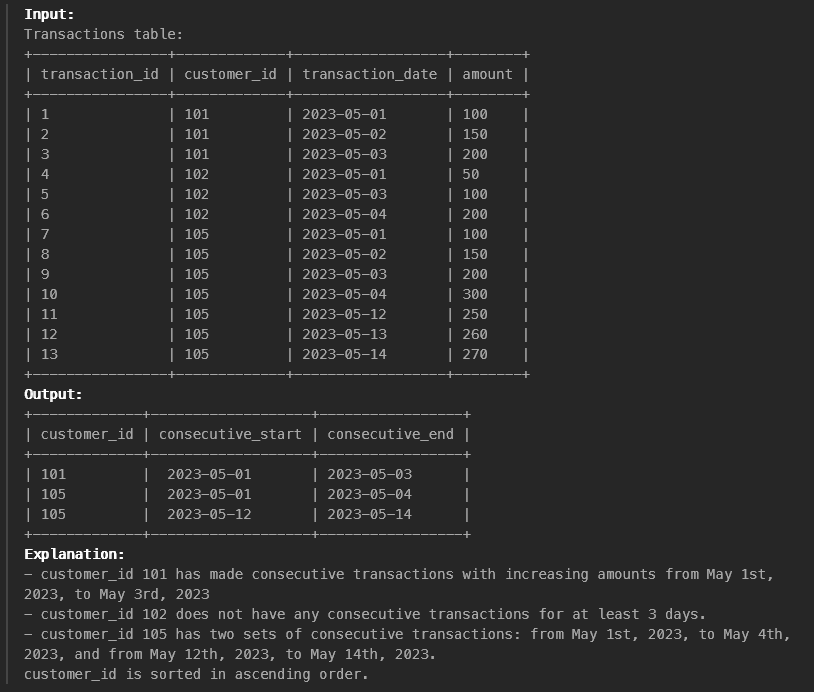 Input:
Transactions table:
+----------------+-------------+------------------+--------+
| transaction_id | customer_id | transaction_date | amount |
+----------------+-------------+------------------+--------+
| 1              | 101         | 2023-05-01       | 100    |
| 2              | 101         | 2023-05-02       | 150    |
| 3              | 101         | 2023-05-03       | 200    |
| 4              | 102         | 2023-05-01       | 50     |
| 5              | 102         | 2023-05-03       | 100    |
| 6              | 102         | 2023-05-04       | 200    |
| 7              | 105         | 2023-05-01       | 100    |
| 8              | 105         | 2023-05-02       | 150    |
| 9              | 105         | 2023-05-03       | 200    |
| 10             | 105         | 2023-05-04       | 300    |
| 11             | 105         | 2023-05-12       | 250    |
| 12             | 105         | 2023-05-13       | 260    |
| 13             | 105         | 2023-05-14       | 270    |
+----------------+-------------+------------------+--------+
Output:
+-------------+-------------------+-----------------+
| customer_id | consecutive_start | consecutive_end |
+-------------+-------------------+-----------------+
| 101         |  2023-05-01       | 2023-05-03      |
| 105         |  2023-05-01       | 2023-05-04      |
| 105         |  2023-05-12       | 2023-05-14      |
+-------------+-------------------+-----------------+
Explanation:
- customer_id 101 has made consecutive transactions with increasing amounts from May 1st,
2023, to May 3rd, 2023
- customer_id 102 does not have any consecutive transactions for at least 3 days.
- customer_id 105 has two sets of consecutive transactions: from May 1st, 2023, to May 4th,
2023, and from May 12th, 2023, to May 14th, 2023.
customer_id is sorted in ascending order.